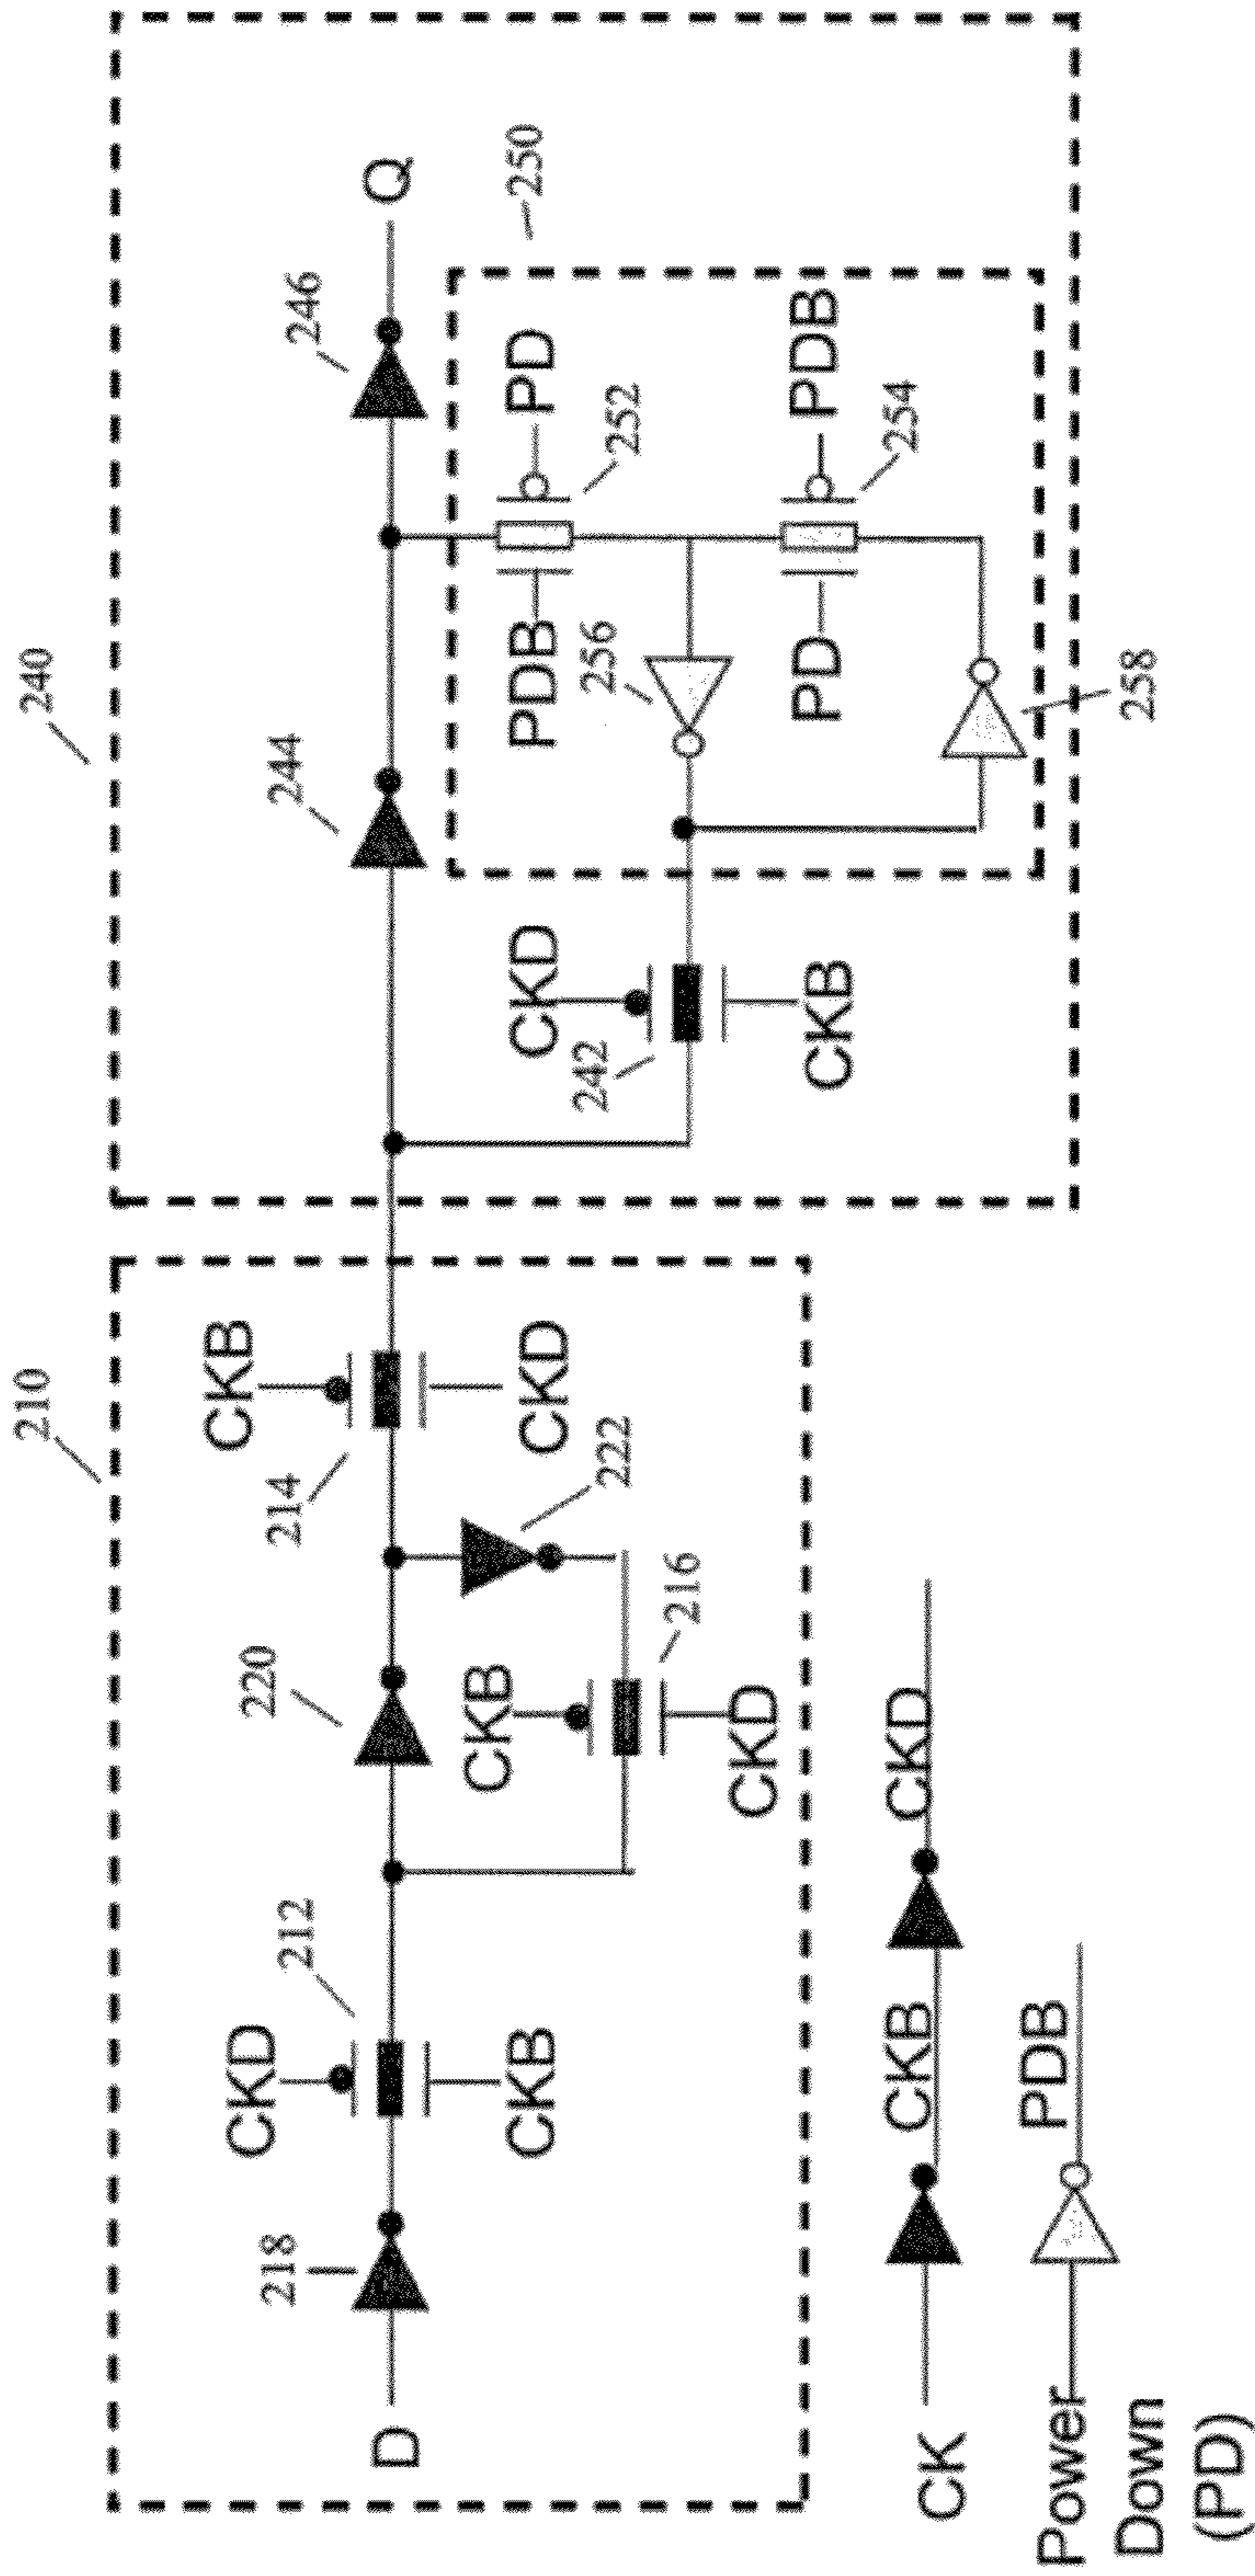 240
244
246
Q
250
PDB
PD
252
256
PD
PDB
254
258
CKD
242
CKB
210
CKB
214
CKD
222
220
CKB
216
CKD
CKD
212
CKB
218
D
CK
CKB
CKD
Power
Down
(PD)
PDB